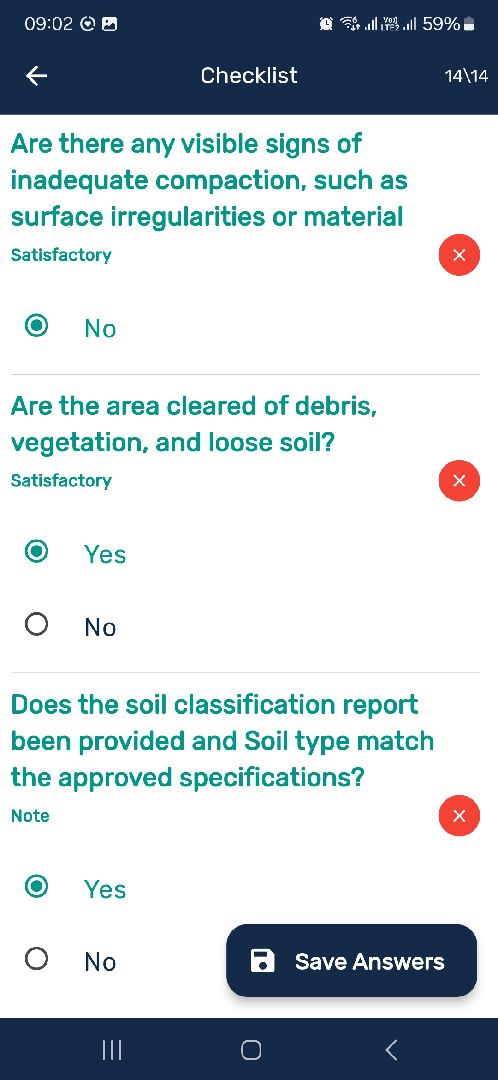 09:02 59%
Checklist 14\14
Are there any visible signs of
inadequate compaction, such as
surface irregularities or material
Satisfactory
No
Are the area cleared of debris,
vegetation, and loose soil?
Satisfactory
Yes
No
Does the soil classification report
been provided and Soil type match
the approved specifications?
Note
Yes
No
Save Answers